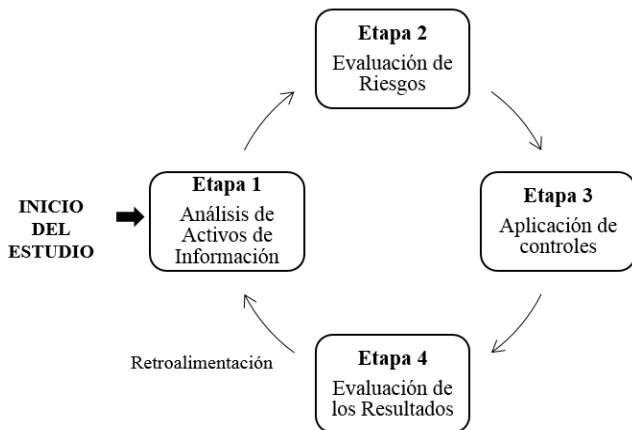 Etapa 2
Evaluación de
Riesgos
INICIO
DEL
ESTUDIO
Etapa 1
Análisis de
Activos de
Información
Etapa 3
Aplicación de
controles
Retroalimentación
Etapa 4
Evaluación de
los Resultados